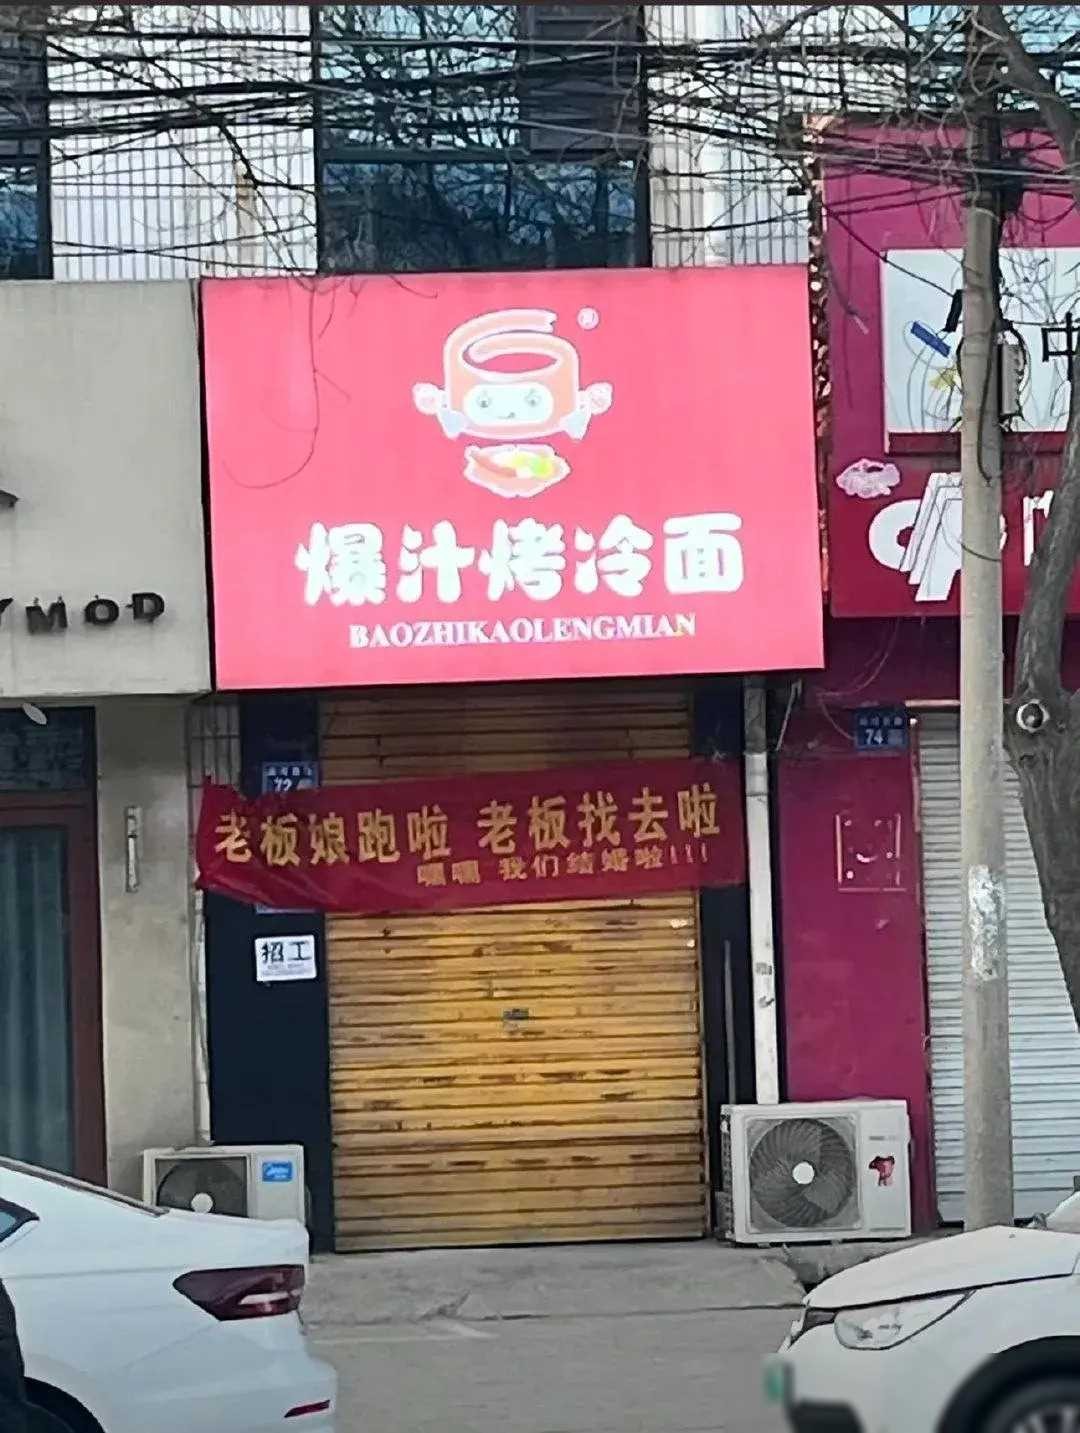 爆汁烤冷面
BAOZHIKAOLENGMIAN
YMOD
中
74
72
老板娘跑啦 老板找去啦
嘿嘿 我们结婚啦!!!
招工